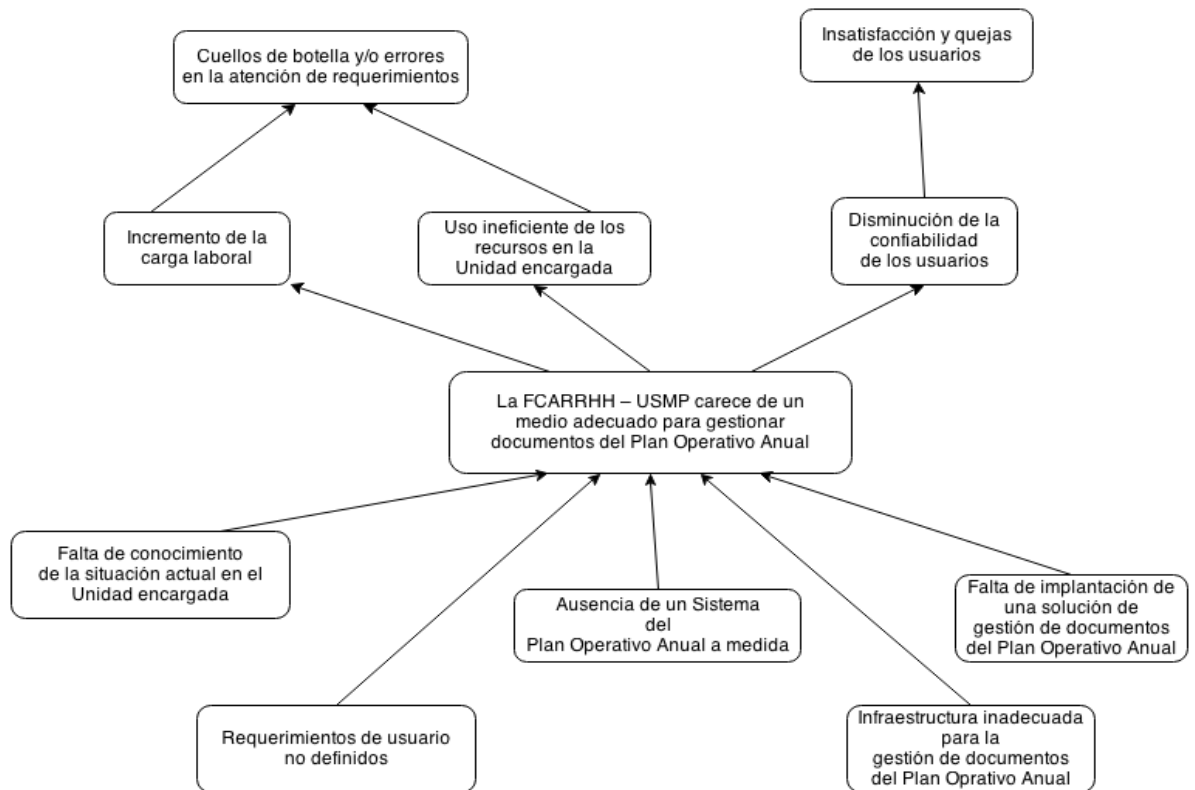 Cuellos de botella y/o errores
en la atención de requerimientos
Insatisfacción y quejas
de los usuarios
Incremento de la
carga laboral
Uso ineficiente de los
recursos en la
Unidad encargada
Disminución de la
confiabilidad
de los usuarios
La FCARRHH – USMP carece de un
medio adecuado para gestionar
documentos del Plan Operativo Anual
Falta de conocimiento
de la situación actual en el
Unidad encargada
Ausencia de un Sistema
del
Plan Operativo Anual a medida
Falta de implantación de
una solución de
gestión de documentos
del Plan Operativo Anual
Requerimientos de usuario
no definidos
Infraestructura inadecuada
para la
gestión de documentos
del Plan Oprativo Anual